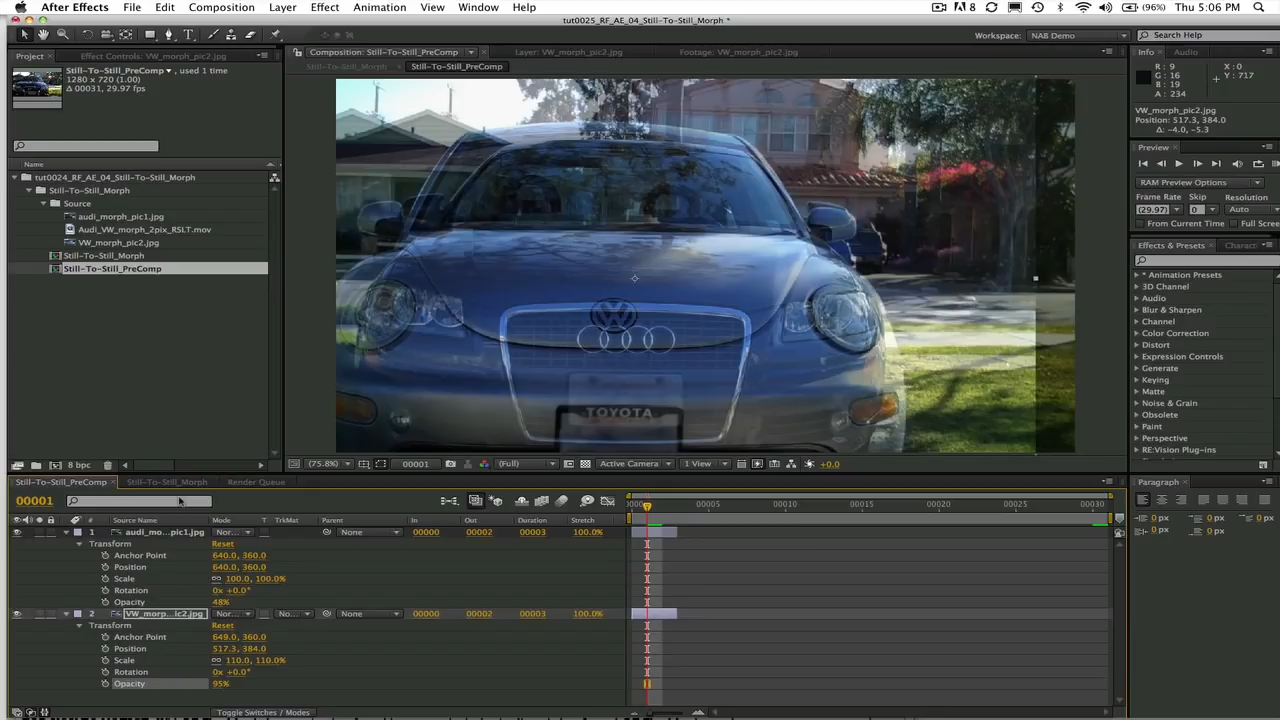 After Effects File Edit Composition Layer Effect Animation View Window Help 8 (96%) Thu 5:06 PM
tut0025_RF_AE_04_Still-To-Still_Morph *
Workspace: NAB Demo Search Help
Project Effect Controls: VW_morph_pic2.jpg Composition: Still-To-Still_PreComp Layer: VW_morph_pic2.jpg Footage: VW_morph_pic2.jpg Info Audio
Still-To-Still_PreComp , used 1 time
1280 x 720 (1.00)
Δ 00031, 29.97 fps
Still-To-Still_Morph Still-To-Still_PreComp
R: 9 X: 0
G: 16 Y: 717
B: 19
A: 234
VW_morph_pic2.jpg
Position: 517.3, 384.0
Δ: -4.0, -5.3
Preview
RAM Preview Options
Frame Rate Skip Resolution
(29.97) 0 Auto
From Current Time Full Scree
Name
tut0024_RF_AE_04_Still-To-Still_Morph
Still-To-Still_Morph
Source
audi_morph_pic1.jpg
Audi_VW_morph_2pix_RSLT.mov
VW_morph_pic2.jpg
Still-To-Still_Morph
Still-To-Still_PreComp
TOYOTA
Effects & Presets Charact
* Animation Presets
3D Channel
Audio
Blur & Sharpen
Channel
Color Correction
Distort
Expression Controls
Generate
Keying
Matte
Noise & Grain
Obsolete
Paint
Perspective
RE:Vision Plug-ins
8 bpc (75.8%) 00001 (Full) Active Camera 1 View +0.0
Still-To-Still_PreComp Still-To-Still_Morph Render Queue Paragraph
00001 00005 00010 00015 00020 00025 00030
# Source Name Mode T TrkMat Parent In Out Duration Stretch
1 audi_mo...pic1.jpg Nor... None 00000 00002 00003 100.0%
Transform Reset
Anchor Point 640.0, 360.0
Position 640.0, 360.0
Scale 100.0, 100.0%
Rotation 0x +0.0°
Opacity 48%
2 VW_morp...ic2.jpg Nor... No... None 00000 00002 00003 100.0%
Transform Reset
Anchor Point 649.0, 360.0
Position 517.3, 384.0
Scale 110.0, 110.0%
Rotation 0x +0.0°
Opacity 95%
0 px 0 px 0 px
0 px 0 px
Toggle Switches / Modes